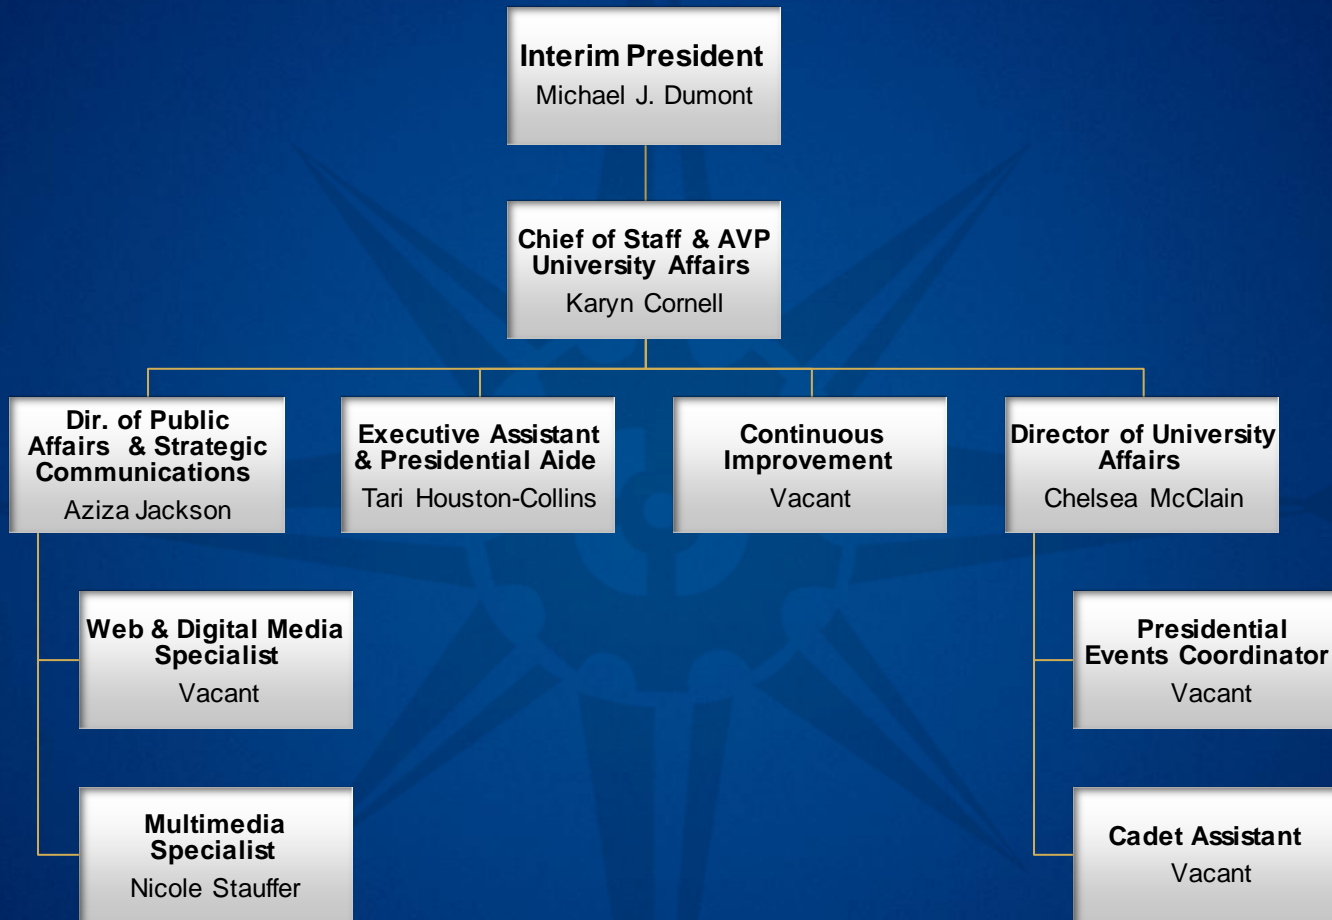 Interim President
Michael J. Dumont
Chief of Staff & AVP
University Affairs
Karyn Cornell
Dir. of Public
Affairs & Strategic
Communications
Aziza Jackson
Executive Assistant
& Presidential Aide
Tari Houston-Collins
Continuous
Improvement
Vacant
Director of University
Affairs
Chelsea McClain
Web & Digital Media
Specialist
Vacant
Multimedia
Specialist
Nicole Stauffer
Presidential
Events Coordinator
Vacant
Cadet Assistant
Vacant